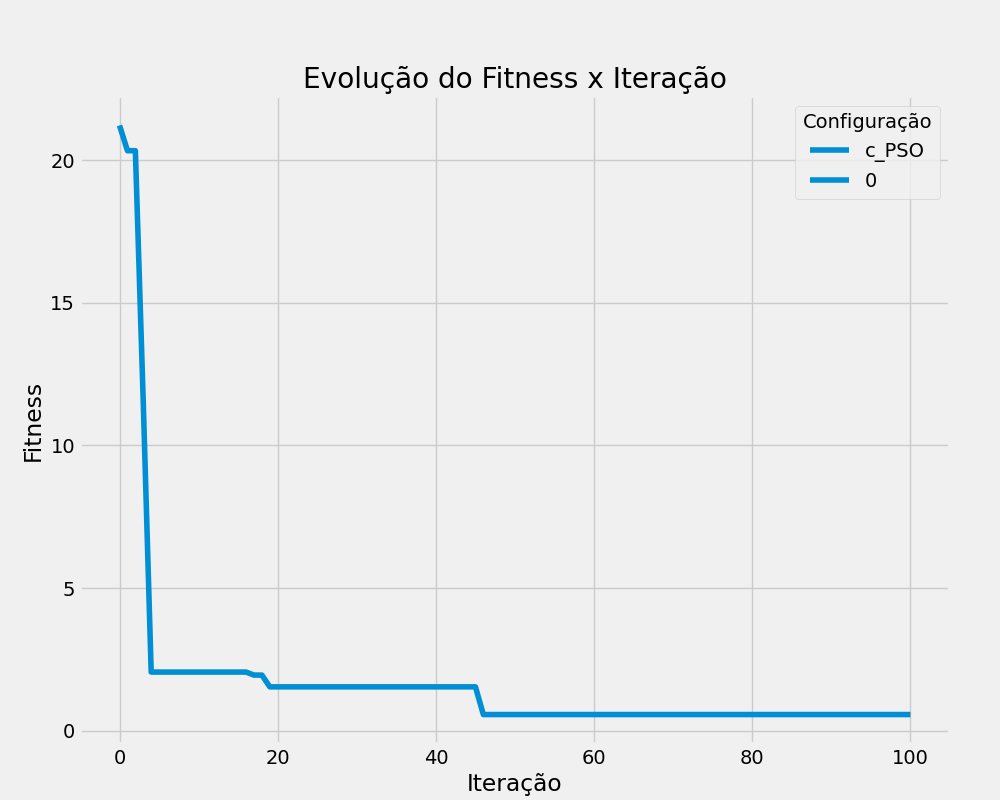 Evolução do Fitness x Iteração
Configuração
c_PSO
0
Fitness
20
15
10
5
0
0 20 40 60 80 100
Iteração